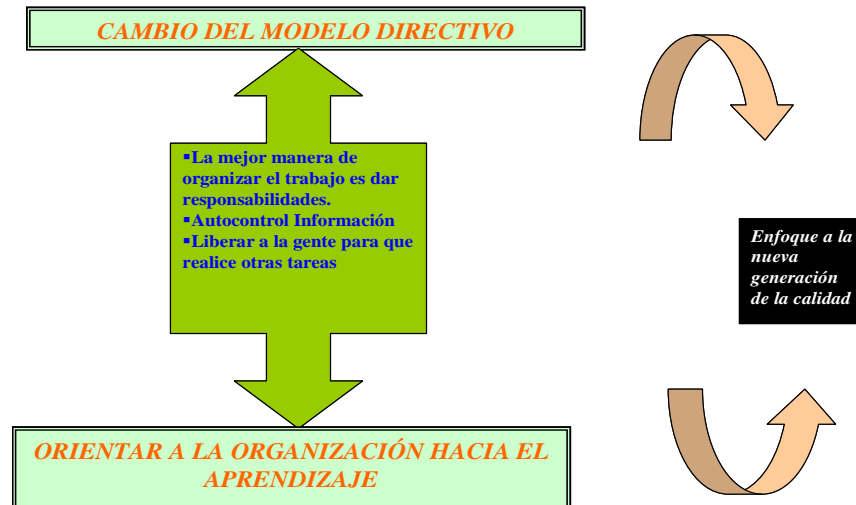 CAMBIO DEL MODELO DIRECTIVO
▪La mejor manera de
organizar el trabajo es dar
responsabilidades.
▪Autocontrol Información
▪Liberar a la gente para que
realice otras tareas
Enfoque a la
nueva
generación
de la calidad
ORIENTAR A LA ORGANIZACIÓN HACIA EL
APRENDIZAJE